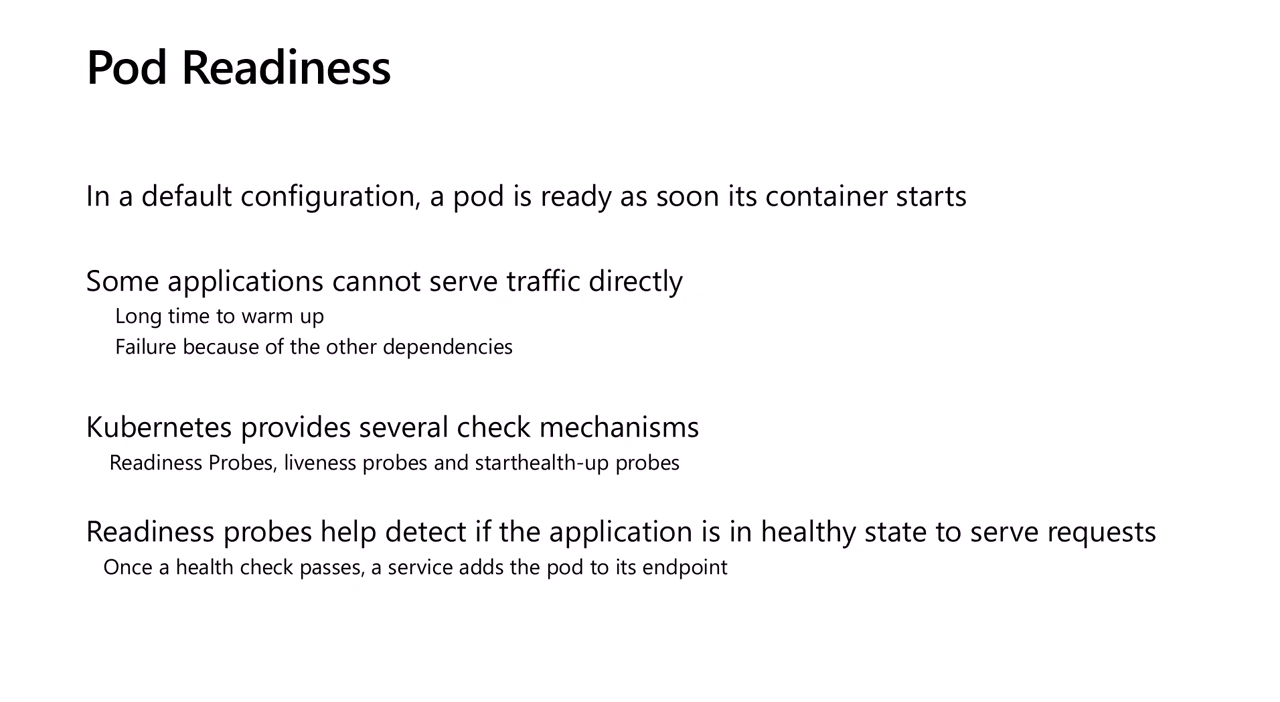 Pod Readiness
In a default configuration, a pod is ready as soon its container starts
Some applications cannot serve traffic directly
Long time to warm up
Failure because of the other dependencies
Kubernetes provides several check mechanisms
Readiness Probes, liveness probes and starthealth-up probes
Readiness probes help detect if the application is in healthy state to serve requests
Once a health check passes, a service adds the pod to its endpoint